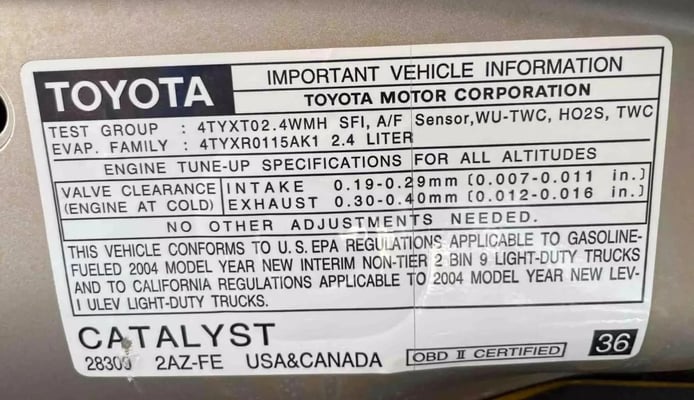 TOYOTA
IMPORTANT VEHICLE INFORMATION
TOYOTA MOTOR CORPORATION
TEST GROUP : 4TYXT02.4WMH SFI, A/F Sensor,WU-TWC, HO2S, TWC
EVAP. FAMILY : 4TYXR0115AK1 2.4 LITER
ENGINE TUNE-UP SPECIFICATIONS FOR ALL ALTITUDES
VALVE CLEARANCE INTAKE 0.19-0.29mm (0.007-0.011 in.)
(ENGINE AT COLD) EXHAUST 0.30-0.40mm (0.012-0.016 in.)
NO OTHER ADJUSTMENTS NEEDED.
THIS VEHICLE CONFORMS TO U.S.EPA REGULATIONS APPLICABLE TO GASOLINE-
FUELED 2004 MODEL YEAR NEW INTERIM NON-TIER 2 BIN 9 LIGHT-DUTY TRUCKS
AND TO CALIFORNIA REGULATIONS APPLICABLE TO 2004 MODEL YEAR NEW LEV-
I ULEV LIGHT-DUTY TRUCKS.
CATALYST
28300 2AZ-FE USA&CANADA OBD II CERTIFIED 36